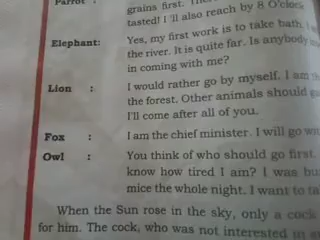 Parrot :
grains first.
tasted! I 'll also reach by 8 O'clock
Elephant: Yes, my first work is to take bath. I
the river. It is quite far. Is anybody
in coming with me?
Lion : I would rather go by myself. I am
the forest. Other animals should
I'll come after all of you.
Fox : I am the chief minister. I will go
Owl : You think of who should go first.
know how tired I am? I was
mice the whole night. I want to
When the Sun rose in the sky, only a cock
for him. The cock, who was not interested